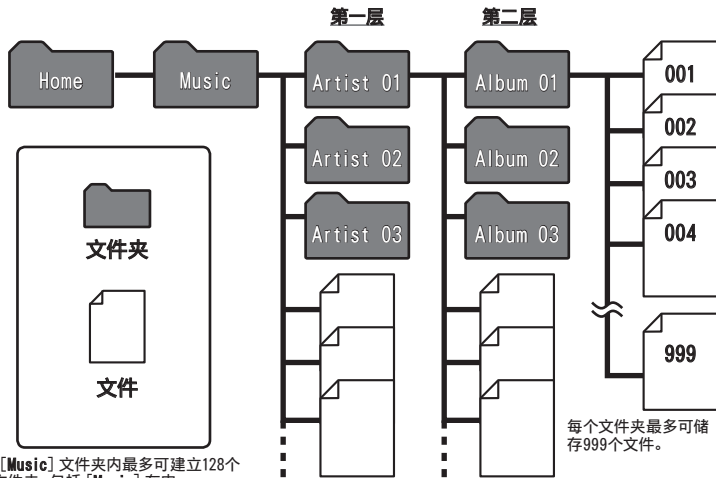 第一层 第二层
Home Music Artist 01 Album 01 001
002
Artist 02 Album 02
003
Artist 03 Album 03 004
文件夹
999
文件
每个文件夹最多可储
存999个文件。
[Music]文件夹内最多可建立128个